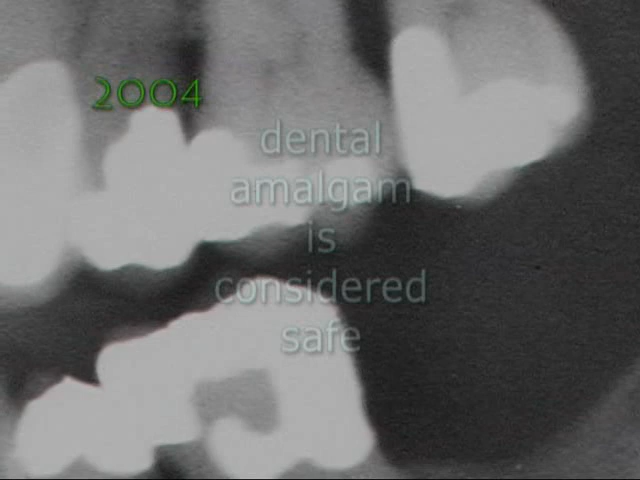 2004
dental
amalgam
is
considered
safe